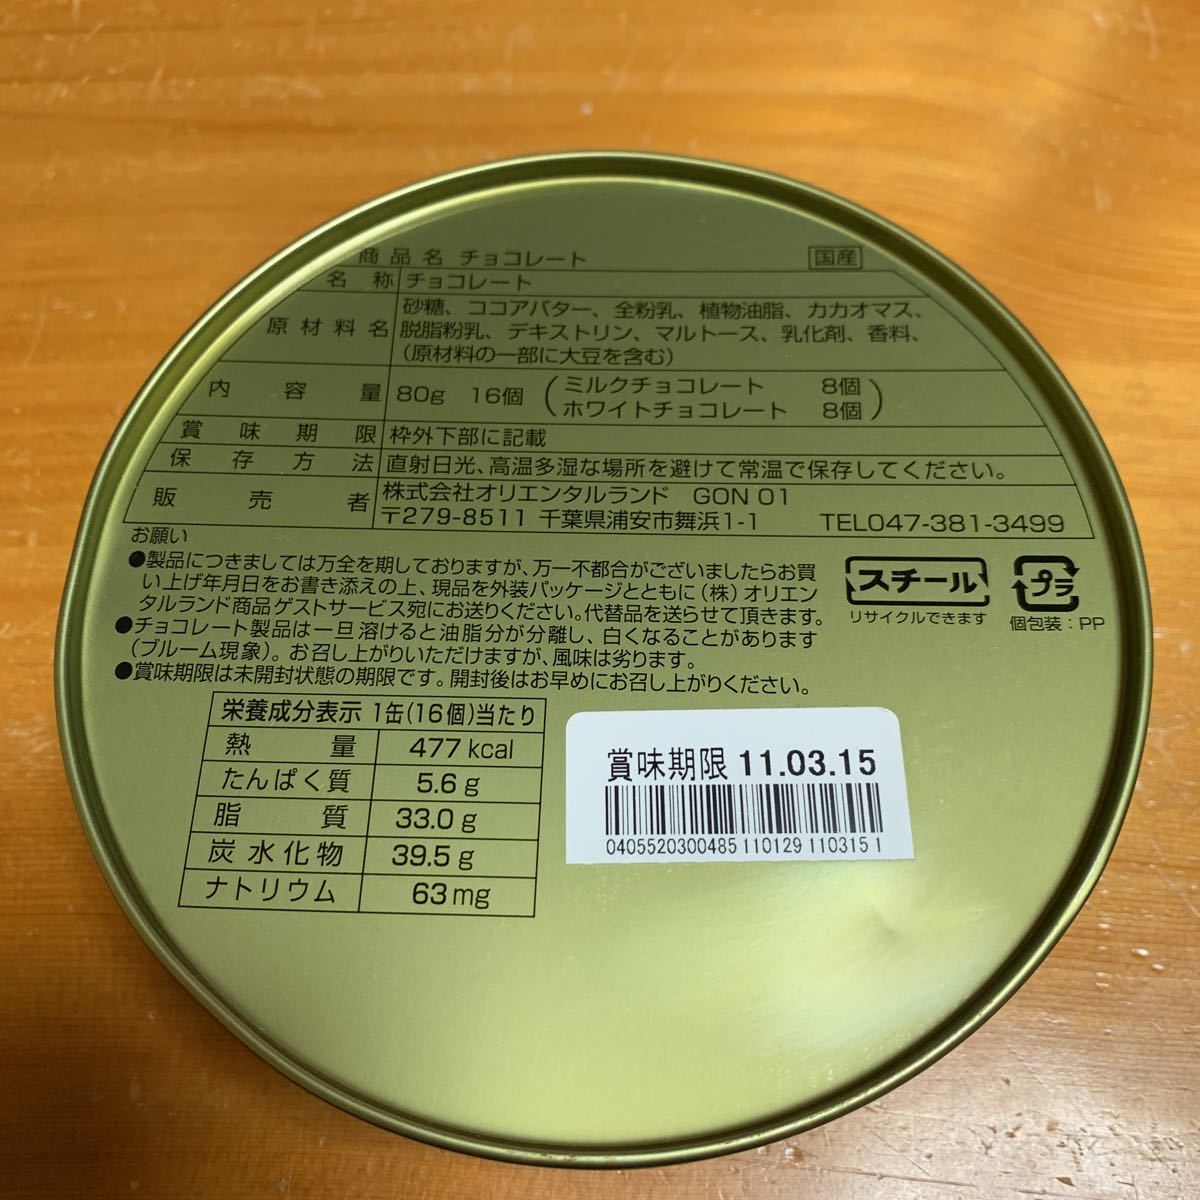 商品名 チョコレート 国産
名称 チョコレート
原材料名 砂糖、ココアバター、全粉乳、植物油脂、カカオマス、
脱脂粉乳、デキストリン、マルトース、乳化剤、香料、
(原材料の一部に大豆を含む)
内容量 80g 16個 (ミルクチョコレート 8個
ホワイトチョコレート 8個)
賞味期限 枠外下部に記載
保存方法 直射日光、高温多湿な場所を避けて常温で保存してください。
販売者 株式会社オリエンタルランド GON 01
〒279-8511 千葉県浦安市舞浜1-1 TEL047-381-3499
お願い
●製品につきましては万全を期しておりますが、万一不都合がございましたらお買
い上げ年月日をお書き添えの上、現品を外装パッケージとともに(株)オリエン
タルランド商品ゲストサービス宛にお送りください。代替品を送らせて頂きます。
●チョコレート製品は一旦溶けると油脂分が分離し、白くなることがあります
(ブルーム現象)。お召し上がりいただけますが、風味は劣ります。
●賞味期限は未開封状態の期限です。開封後はお早めにお召し上がりください。
スチール
リサイクルできます
プラ
個包装:PP
栄養成分表示 1缶(16個)当たり
熱量 477kcal
たんぱく質 5.6g
脂質 33.0g
炭水化物 39.5g
ナトリウム 63mg
賞味期限 11.03.15
0405520300485 110129 110315 1